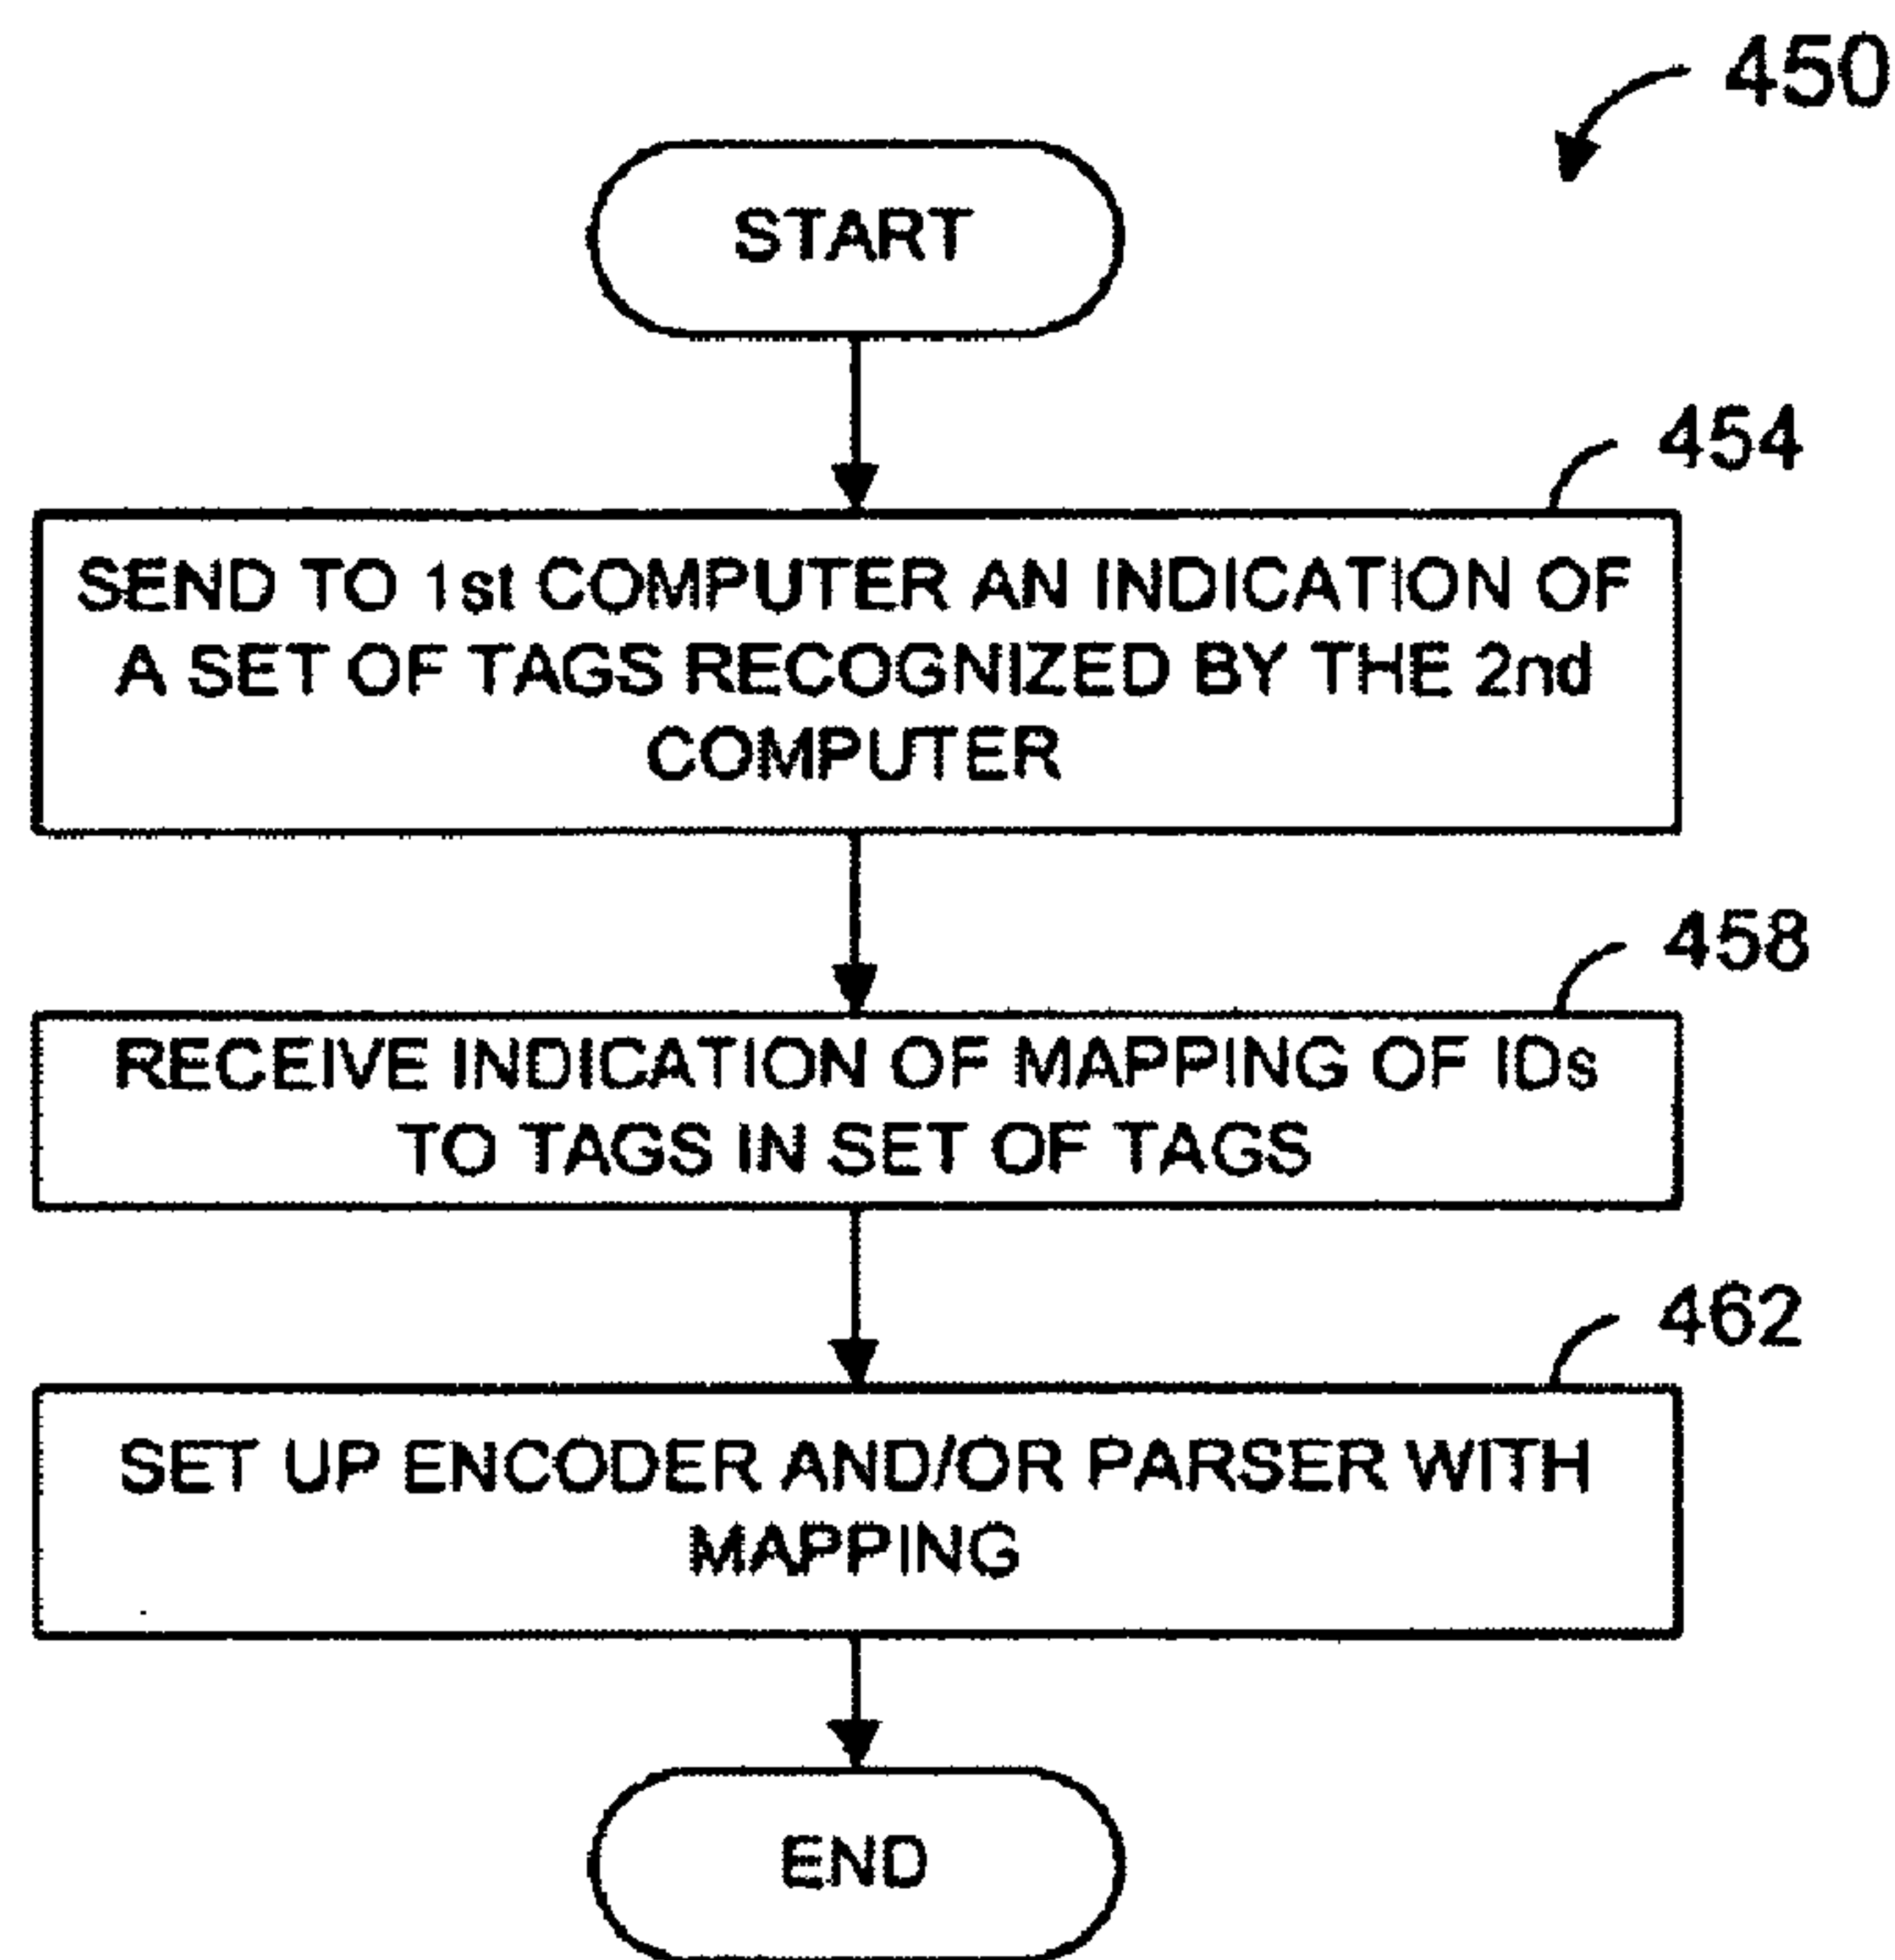 450
START
454
SEND TO 1st COMPUTER AN INDICATION OF
A SET OF TAGS RECOGNIZED BY THE 2nd
COMPUTER
458
RECEIVE INDICATION OF MAPPING OF IDs
TO TAGS IN SET OF TAGS
462
SET UP ENCODER AND/OR PARSER WITH
MAPPING
END